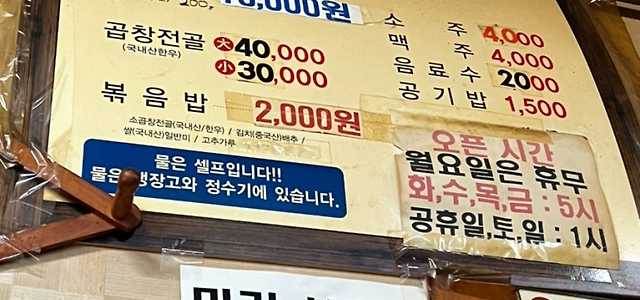 000원
곱창전골 大 40,000
(국내산한우) 小 30,000
볶음밥 2,000원
소곱창전골(국내산/한우) / 김치(중국산)배추 /
쌀(국내산)일반미 / 고추가루
물은 셀프입니다!!
물은 냉장고와 정수기에 있습니다.
소주 4,000
맥주 4,000
음료수 2000
공기밥 1,500
오픈 시간
월요일은 휴무
화,수,목,금 : 5시
공휴일,토,일 : 1시